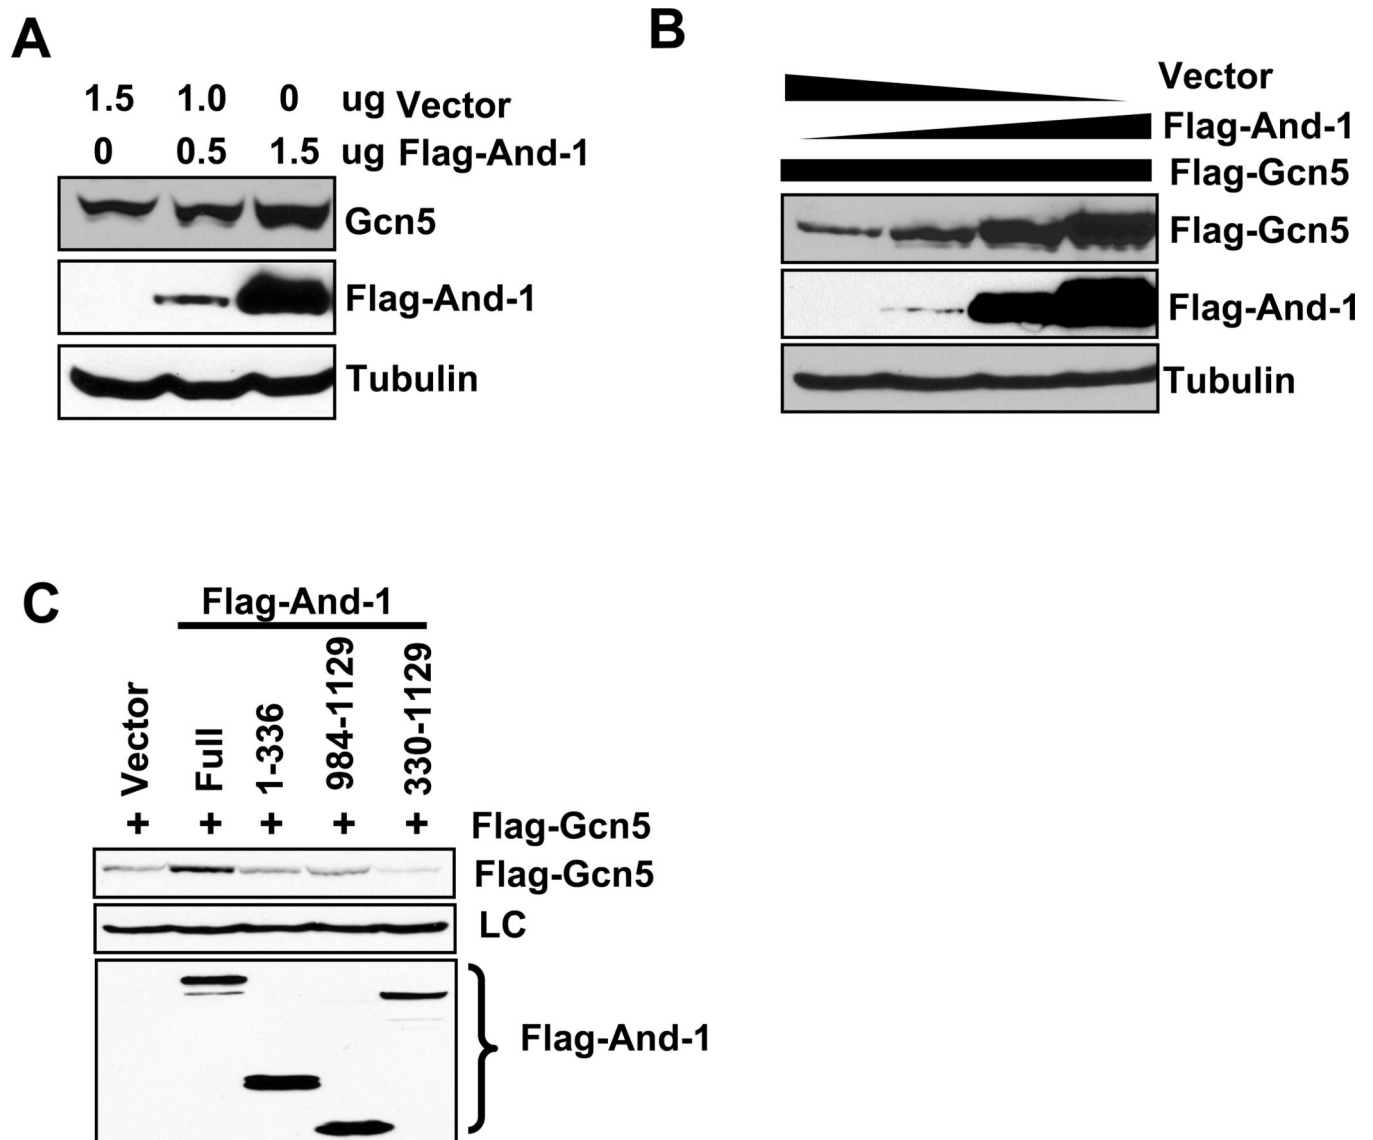 A
1.5 1.0 0 ug Vector
0 0.5 1.5 ug Flag-And-1
Gcn5
Flag-And-1
Tubulin
B
Vector
Flag-And-1
Flag-Gcn5
Flag-Gcn5
Flag-And-1
Tubulin
C
Flag-And-1
Vector Full 1-336 984-1129 330-1129
+ + + + + Flag-Gcn5
Flag-Gcn5
LC
Flag-And-1